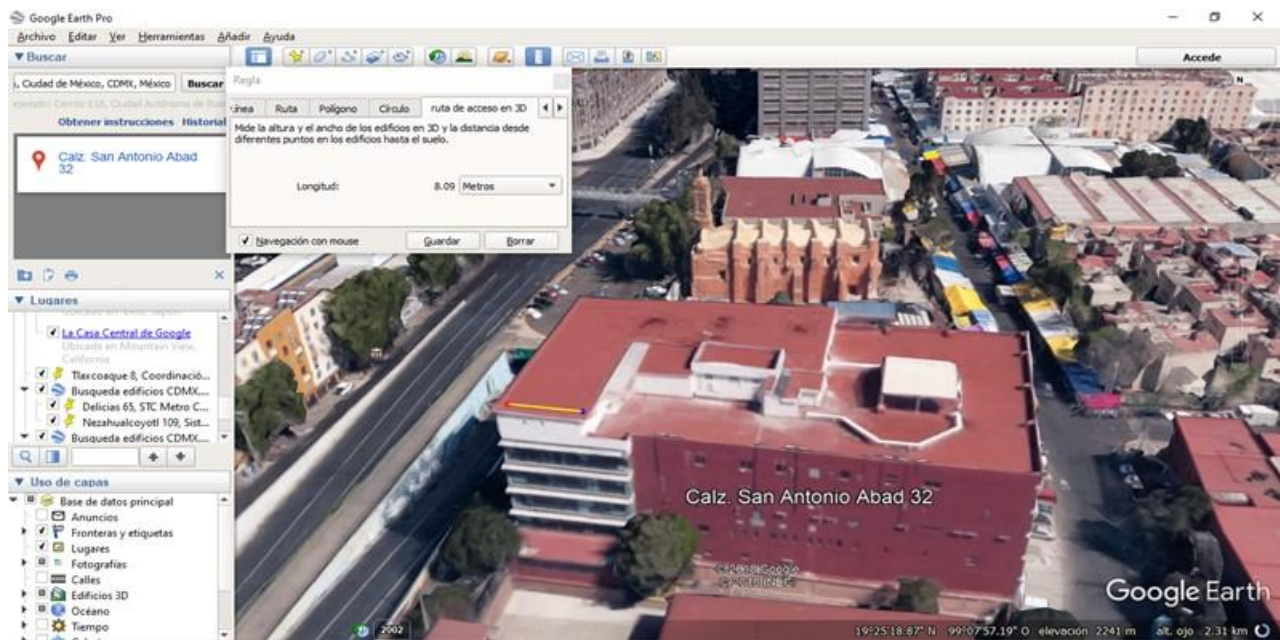 Google Earth Pro
Archivo Editar Ver Herramientas Añadir Ayuda
▼ Buscar
, Ciudad de México, CDMX, México Buscar
Obtener instrucciones Historial
Calz. San Antonio Abad
32
Regla
Línea Ruta Polígono Círculo ruta de acceso en 3D
Mide la altura y el ancho de los edificios en 3D y la distancia desde
diferentes puntos en los edificios hasta el suelo.
Longitud: 8.09 Metros
Navegación con mouse Guardar Borrar
Accede
N
▼ Lugares
La Casa Central de Google
Ubicada en Mountain View,
California
Tlaxcoaque 8, Coordinació...
Busqueda edificios CDMX....
Delicias 65, STC Metro C...
Nezahualcoyotl 109, Sist...
Busqueda edificios CDMX....
▼ Uso de capas
Base de datos principal
Anuncios
Fronteras y etiquetas
Lugares
Fotografías
Calles
Edificios 3D
Océano
Tiempo
Calz. San Antonio Abad 32
© 2018 Google
© 2018 INEGI
Google Earth
2002
19°25'18.87" N 99°07'57.19" O elevación 2241 m alt. ojo 2.31 km